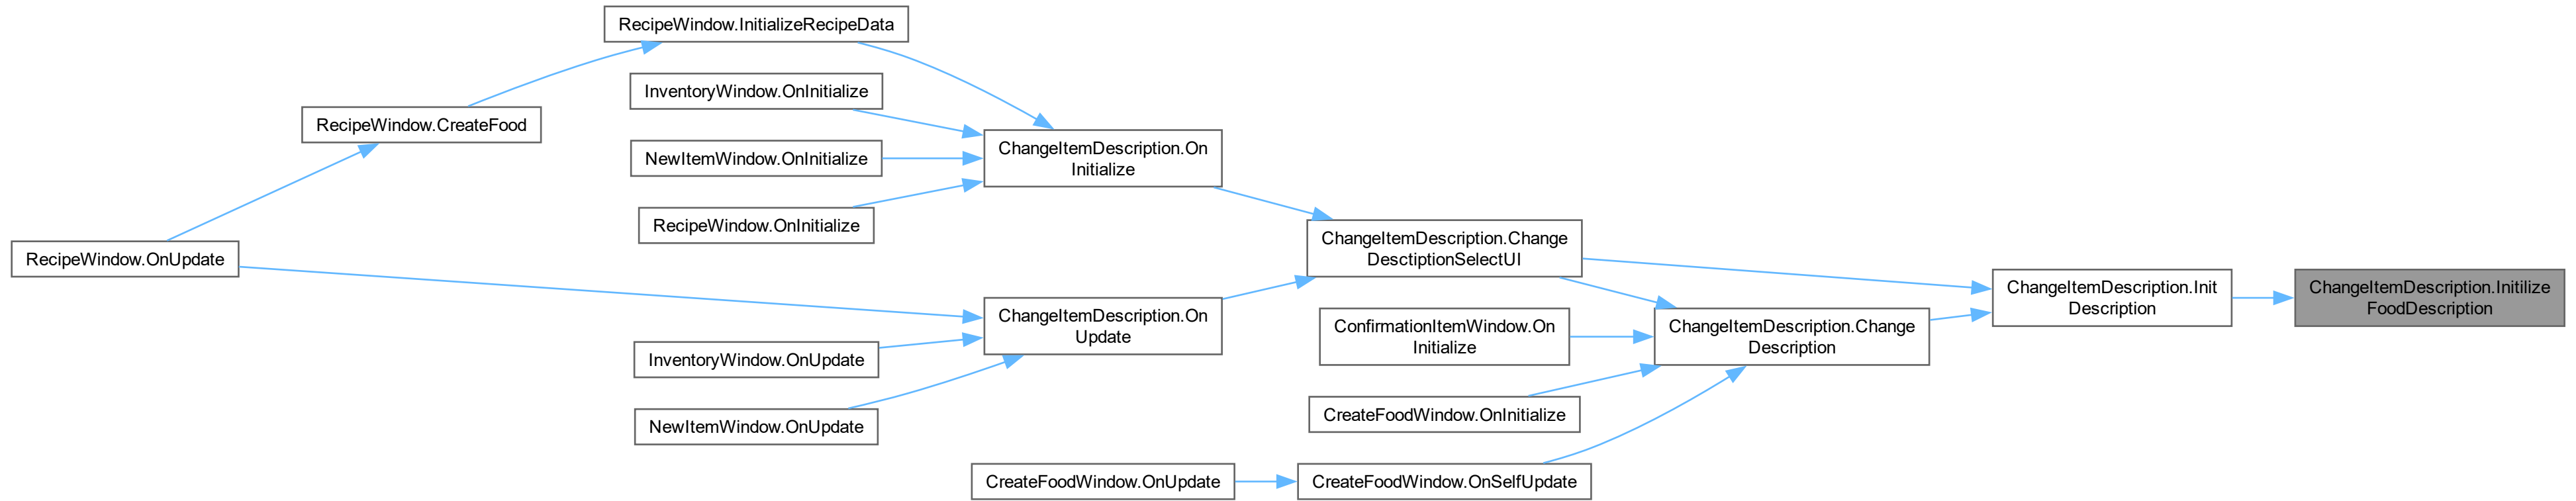 RecipeWindow.InitializeRecipeData
InventoryWindow.OnInitialize
RecipeWindow.CreateFood
NewItemWindow.OnInitialize
ChangeItemDescription.On
Initialize
RecipeWindow.OnInitialize
RecipeWindow.OnUpdate
ChangeItemDescription.Change
DesctiptionSelectUI
ChangeItemDescription.Init
Description
ChangeItemDescription.Initilize
FoodDescription
ChangeItemDescription.On
Update
ConfirmationItemWindow.On
Initialize
ChangeItemDescription.Change
Description
InventoryWindow.OnUpdate
CreateFoodWindow.OnInitialize
NewItemWindow.OnUpdate
CreateFoodWindow.OnUpdate
CreateFoodWindow.OnSelfUpdate